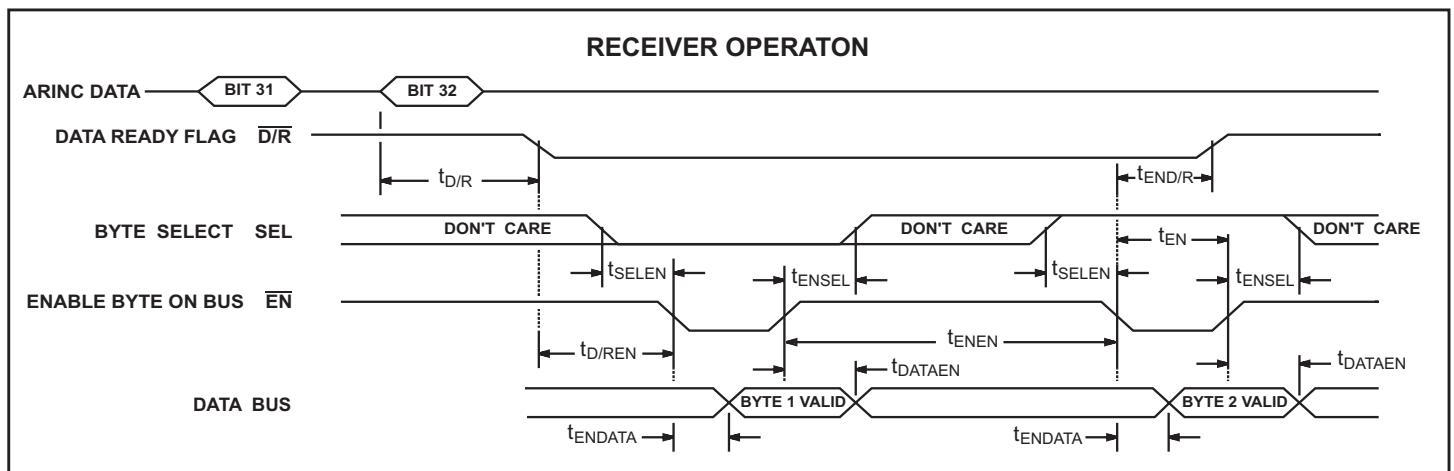 RECEIVER OPERATON
ARINC DATA BIT 31 BIT 32
DATA READY FLAG D/R
tD/R tEND/R
BYTE SELECT SEL DON'T CARE DON'T CARE DON'T CARE
tEN
tSELEN tENSEL tSELEN tENSEL
ENABLE BYTE ON BUS EN
tD/REN tENEN
tDATAEN tDATAEN
DATA BUS BYTE 1 VALID BYTE 2 VALID
tENDATA tENDATA